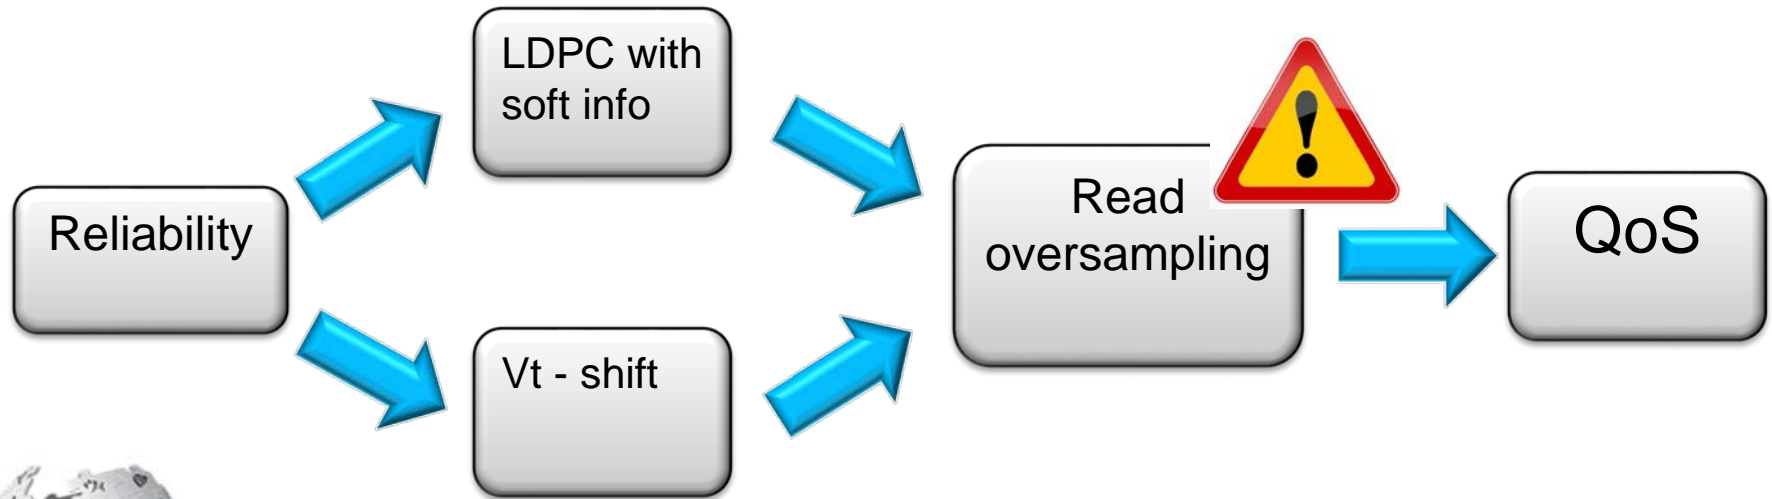 Reliability
LDPC with
soft info
Vt - shift
Read
oversampling
QoS